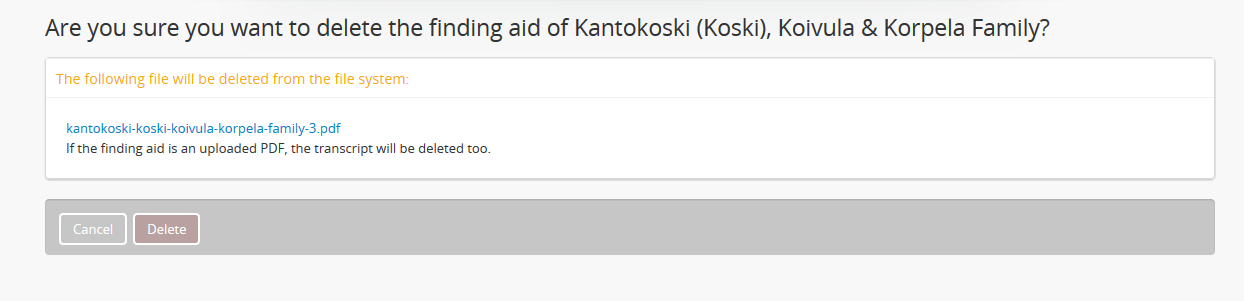 Are you sure you want to delete the finding aid of Kantokoski (Koski), Koivula & Korpela Family?
The following file will be deleted from the file system:
kantokoski-koski-koivula-korpela-family-3.pdf
If the finding aid is an uploaded PDF, the transcript will be deleted too.
Cancel Delete